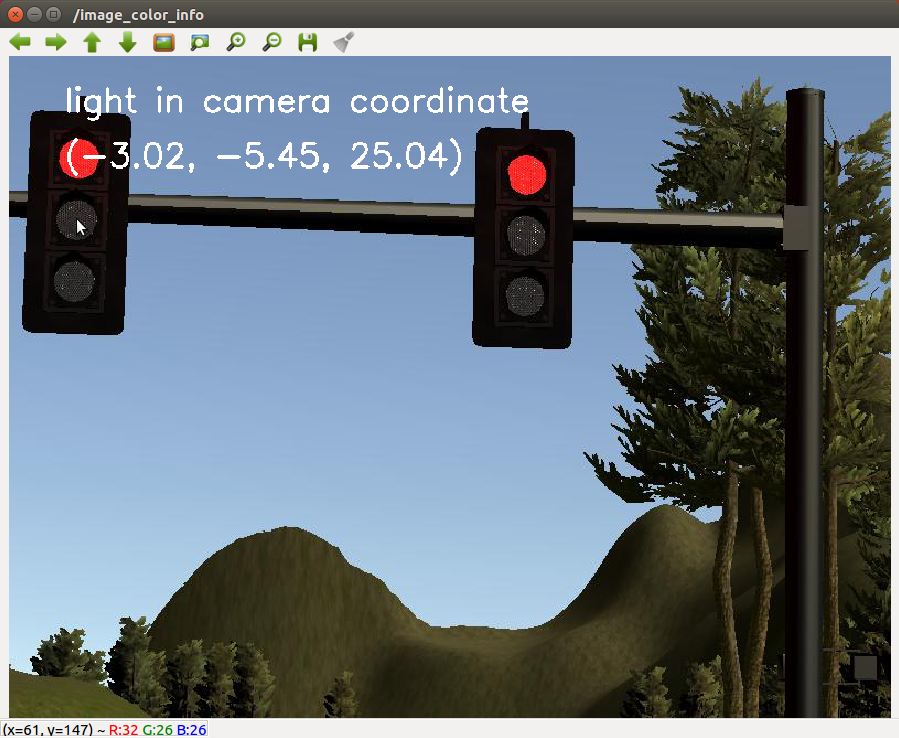 /image_color_info
light in camera coordinate
(-3.02, -5.45, 25.04)
(x=61, y=147) ~ R:32 G:26 B:26